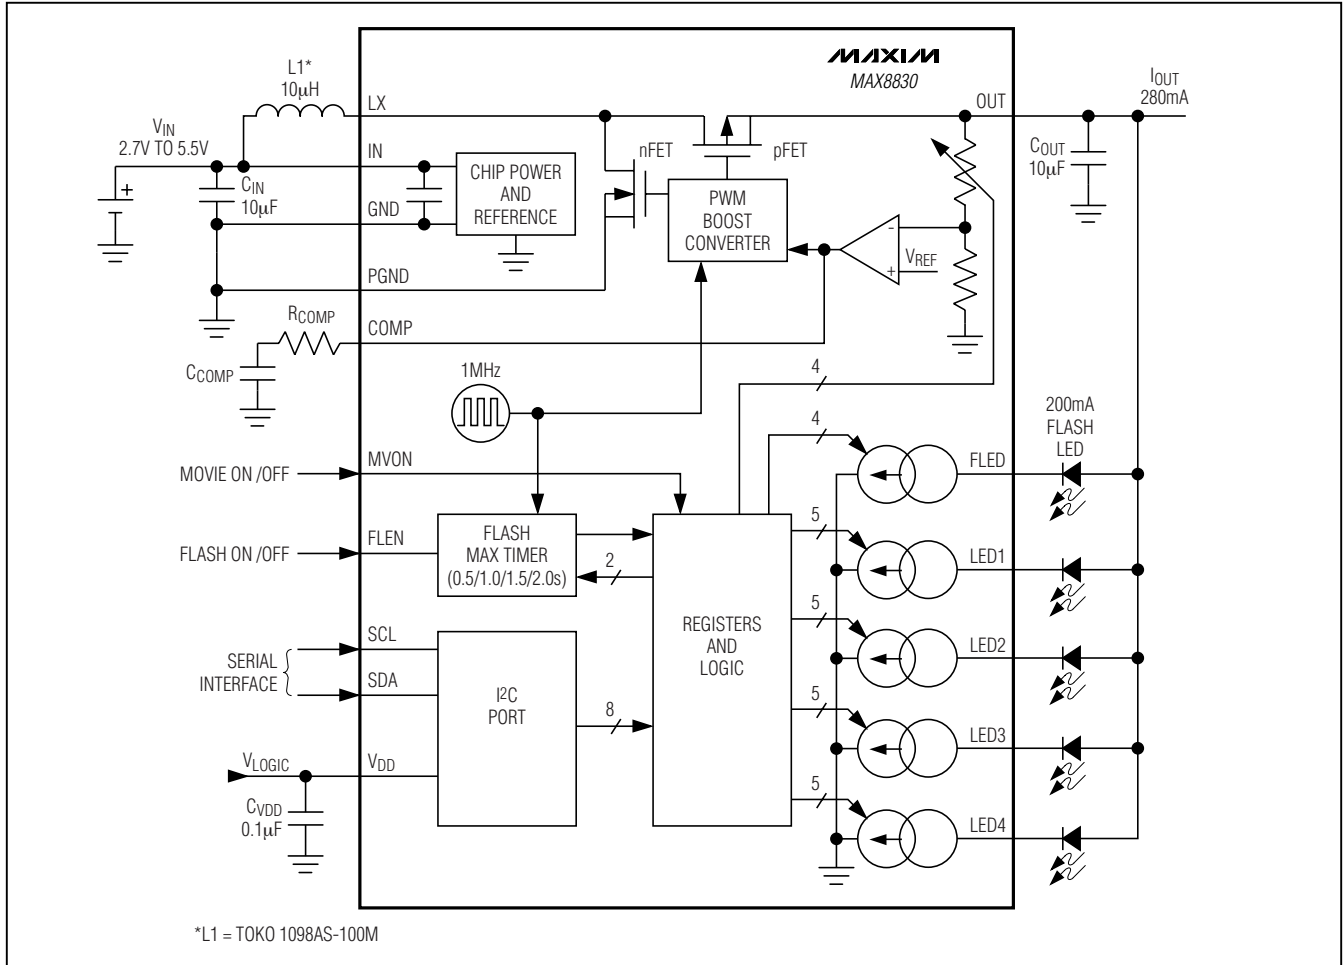 MAXIM
MAX8830
L1*
10μH
LX
OUT
IOUT
280mA
VIN
2.7V TO 5.5V
IN
CIN
10μF
GND
CHIP POWER
AND
REFERENCE
nFET
pFET
PWM
BOOST
CONVERTER
-
+
VREF
COUT
10μF
+
PGND
RCOMP
COMP
CCOMP
1MHz
4
4
200mA
FLASH
LED
MOVIE ON /OFF
MVON
FLED
FLASH ON /OFF
FLEN
FLASH
MAX TIMER
(0.5/1.0/1.5/2.0s)
2
5
LED1
REGISTERS
AND
LOGIC
5
LED2
SERIAL
INTERFACE
SCL
SDA
I2C
PORT
8
5
LED3
VLOGIC
VDD
CVDD
0.1μF
5
LED4
*L1 = TOKO 1098AS-100M